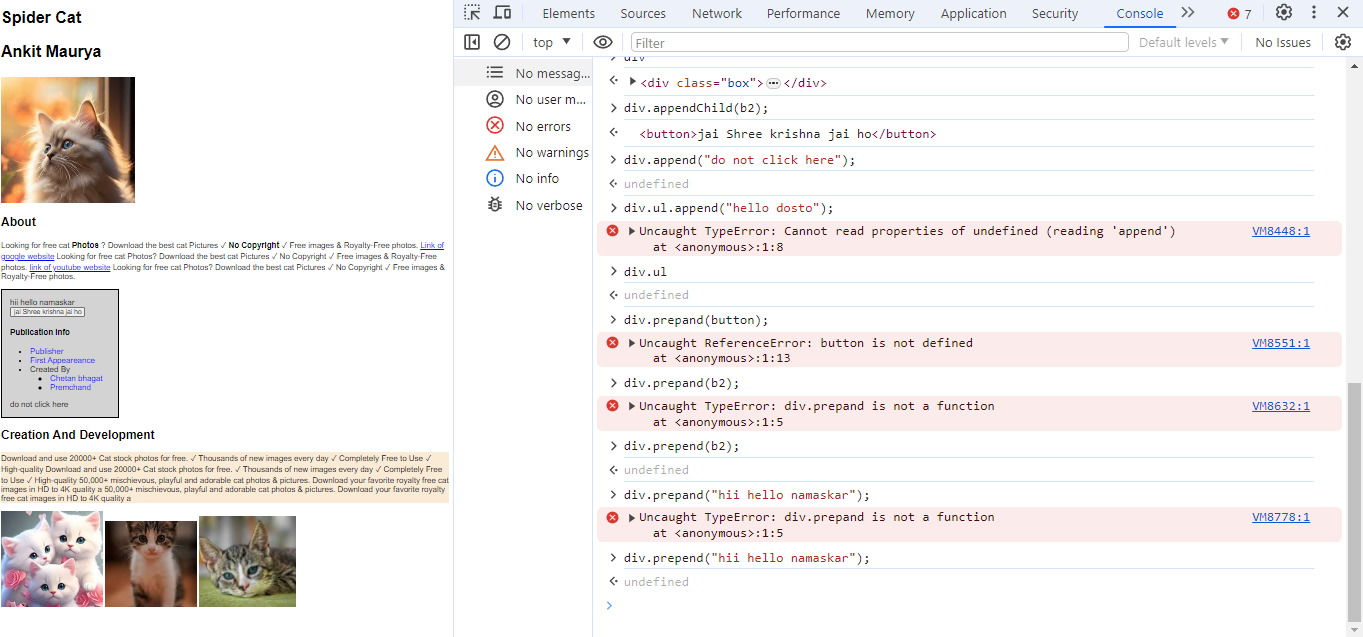 Spider Cat
Ankit Maurya
About
Looking for free cat Photos ? Download the best cat Pictures ✓ No Copyright ✓ Free images & Royalty-Free photos. Link of
google website Looking for free cat Photos? Download the best cat Pictures ✓ No Copyright ✓ Free images & Royalty-Free
photos. link of youtube website Looking for free cat Photos? Download the best cat Pictures ✓ No Copyright ✓ Free images &
Royalty-Free photos.
hii hello namaskar
jai Shree krishna jai ho
Publication Info
Publisher
First Appeareance
Created By
Chetan bhagat
Premchand
do not click here
Creation And Development
Download and use 20000+ Cat stock photos for free. ✓ Thousands of new images every day ✓ Completely Free to Use ✓
High-quality Download and use 20000+ Cat stock photos for free. ✓ Thousands of new images every day ✓ Completely Free
to Use ✓ High-quality 50,000+ mischievous, playful and adorable cat photos & pictures. Download your favorite royalty free cat
images in HD to 4K quality a 50,000+ mischievous, playful and adorable cat photos & pictures. Download your favorite royalty
free cat images in HD to 4K quality a
Elements Sources Network Performance Memory Application Security Console 7
top Filter Default levels No Issues
No messag...
No user m...
No errors
No warnings
No info
No verbose
div
<div class="box">…</div>
div.appendChild(b2);
<button>jai Shree krishna jai ho</button>
div.append("do not click here");
undefined
div.ul.append("hello dosto");
Uncaught TypeError: Cannot read properties of undefined (reading 'append') VM8448:1
at <anonymous>:1:8
div.ul
undefined
div.prepand(button);
Uncaught ReferenceError: button is not defined VM8551:1
at <anonymous>:1:13
div.prepand(b2);
Uncaught TypeError: div.prepand is not a function VM8632:1
at <anonymous>:1:5
div.prepend(b2);
undefined
div.prepand("hii hello namaskar");
Uncaught TypeError: div.prepand is not a function VM8778:1
at <anonymous>:1:5
div.prepend("hii hello namaskar");
undefined